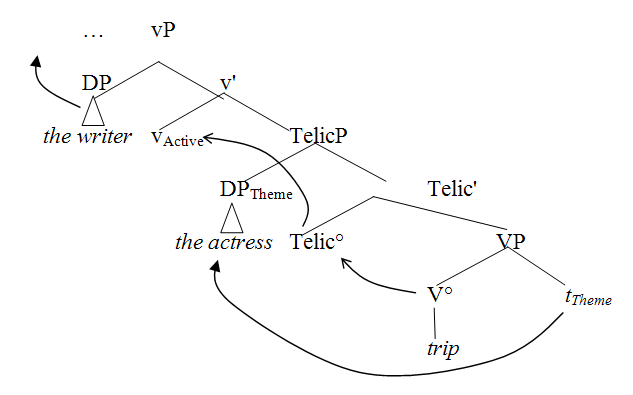 … vP
DP v'
the writer vActive TelicP
DPTheme Telic'
the actress Telic° VP
V° tTheme
trip